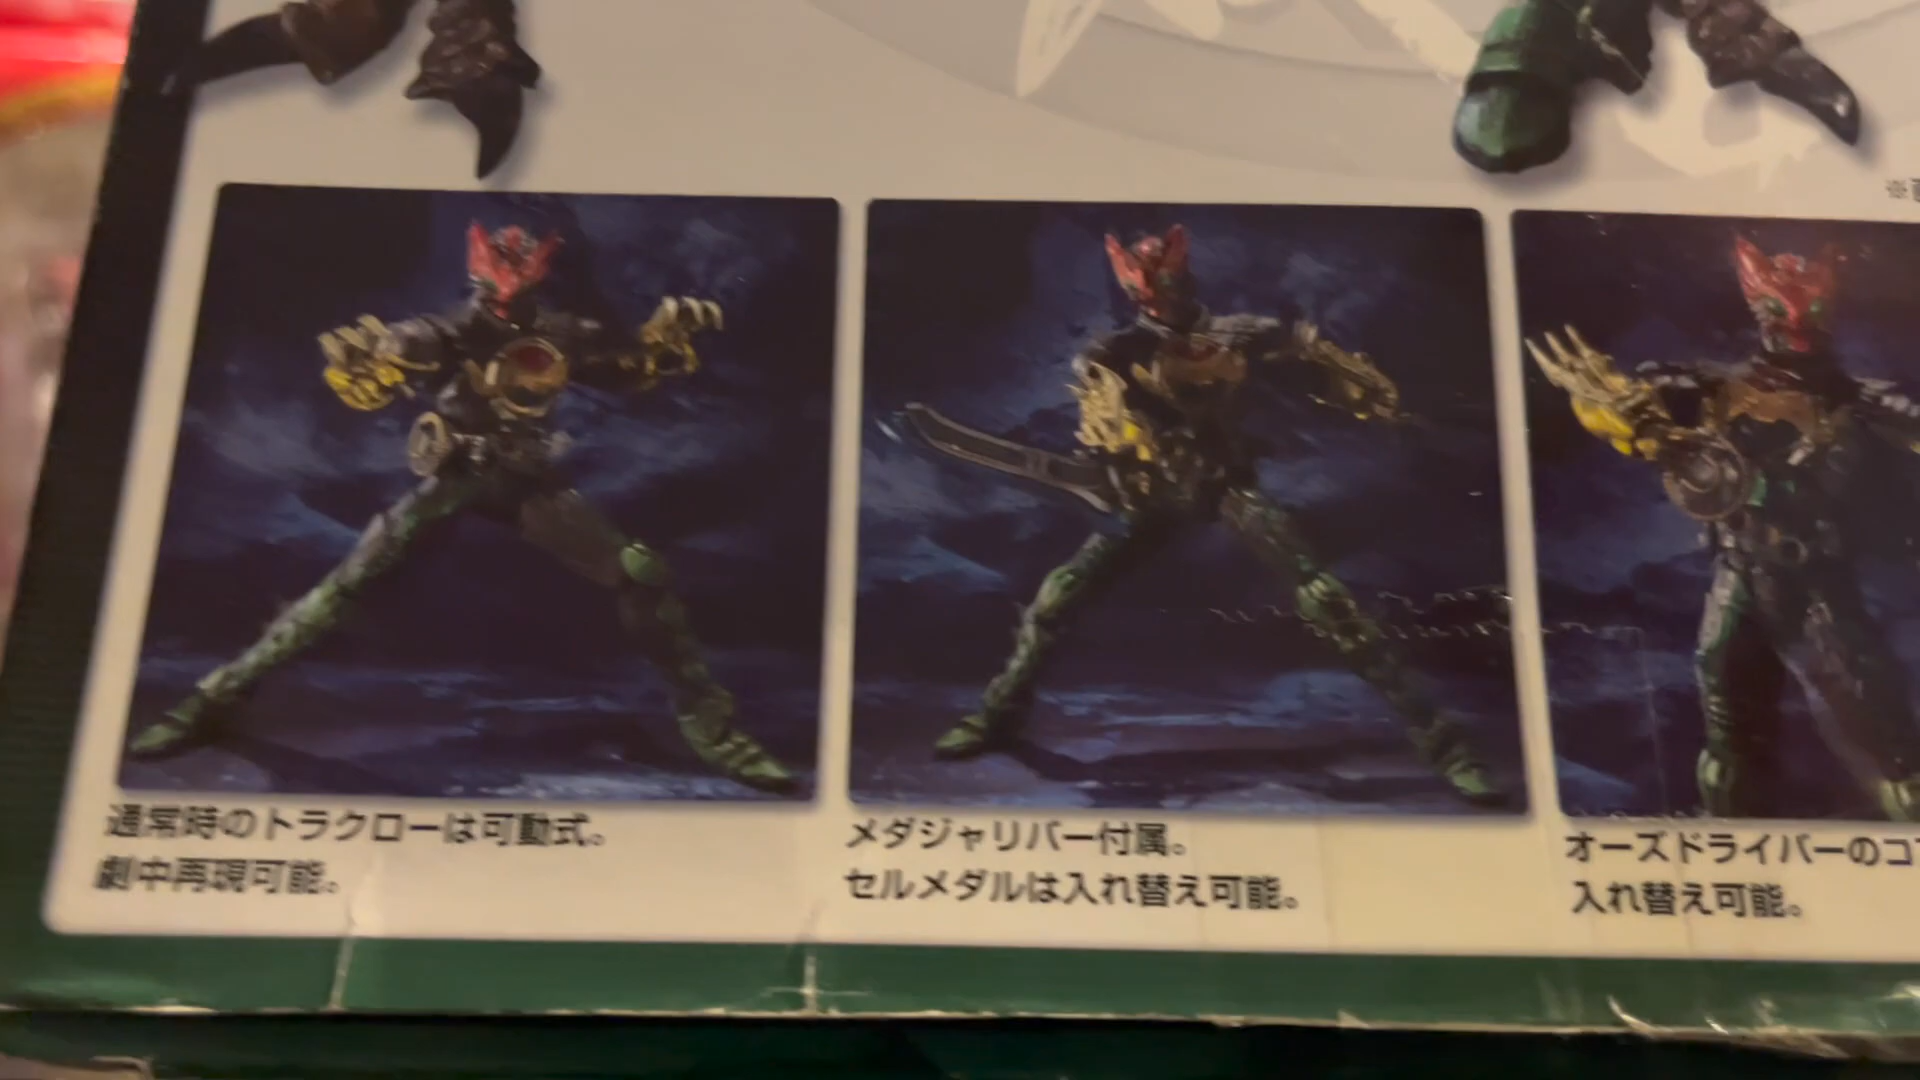 通常時のトラクローは可動式。
劇中再現可能。
メダジャリバー付属。
セルメダルは入れ替え可能。
オーズドライバーのコ
入れ替え可能。